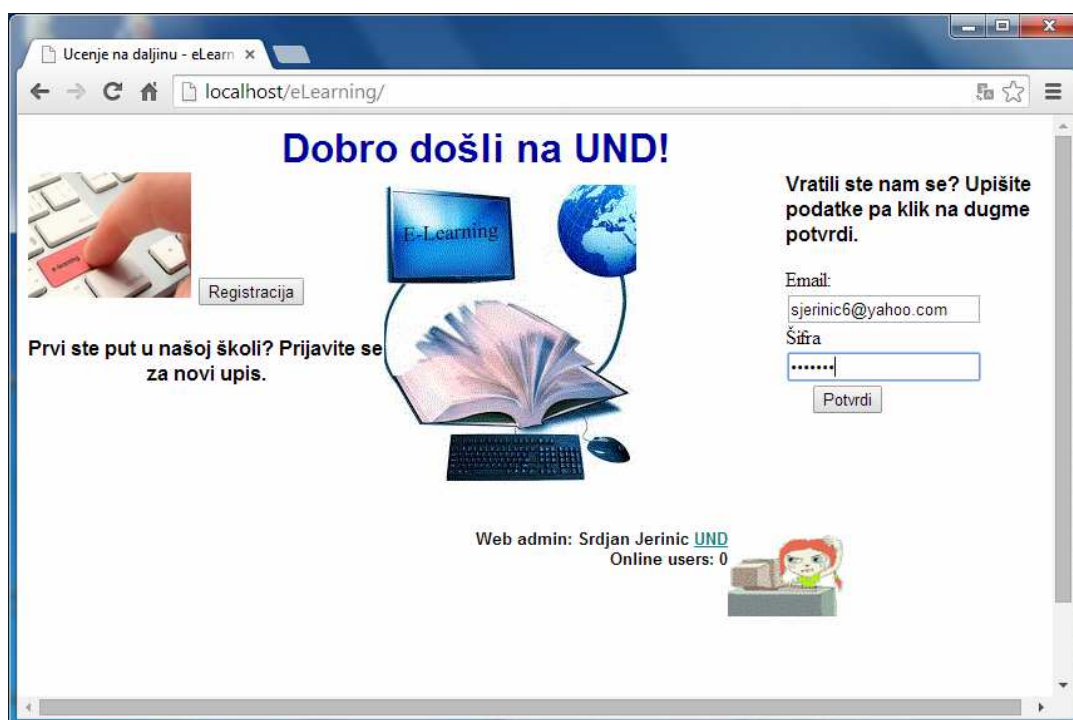 Ucenje na daljinu - eLearn
localhost/eLearning/
Dobro došli na UND!
E-Learning
Registracija
Prvi ste put u našoj školi? Prijavite se
za novi upis.
Vratili ste nam se? Upišite
podatke pa klik na dugme
potvrdi.
Email:
sjerinic6@yahoo.com
Šifra
•••••••
Potvrdi
Web admin: Srdjan Jerinic UND
Online users: 0